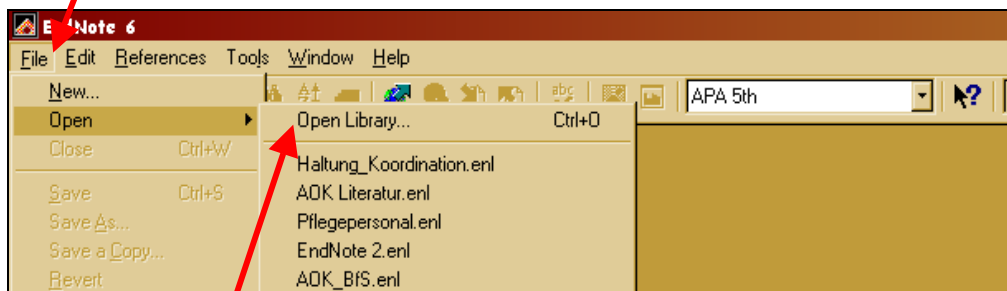 EndNote 6
File Edit References Tools Window Help
New...
APA 5th
Open
Open Library... Ctrl+O
Close Ctrl+W
Haltung_Koordination.enl
Save Ctrl+S
AOK Literatur.enl
Save As...
Pflegepersonal.enl
Save a Copy...
EndNote 2.enl
Revert
AOK_BfS.enl